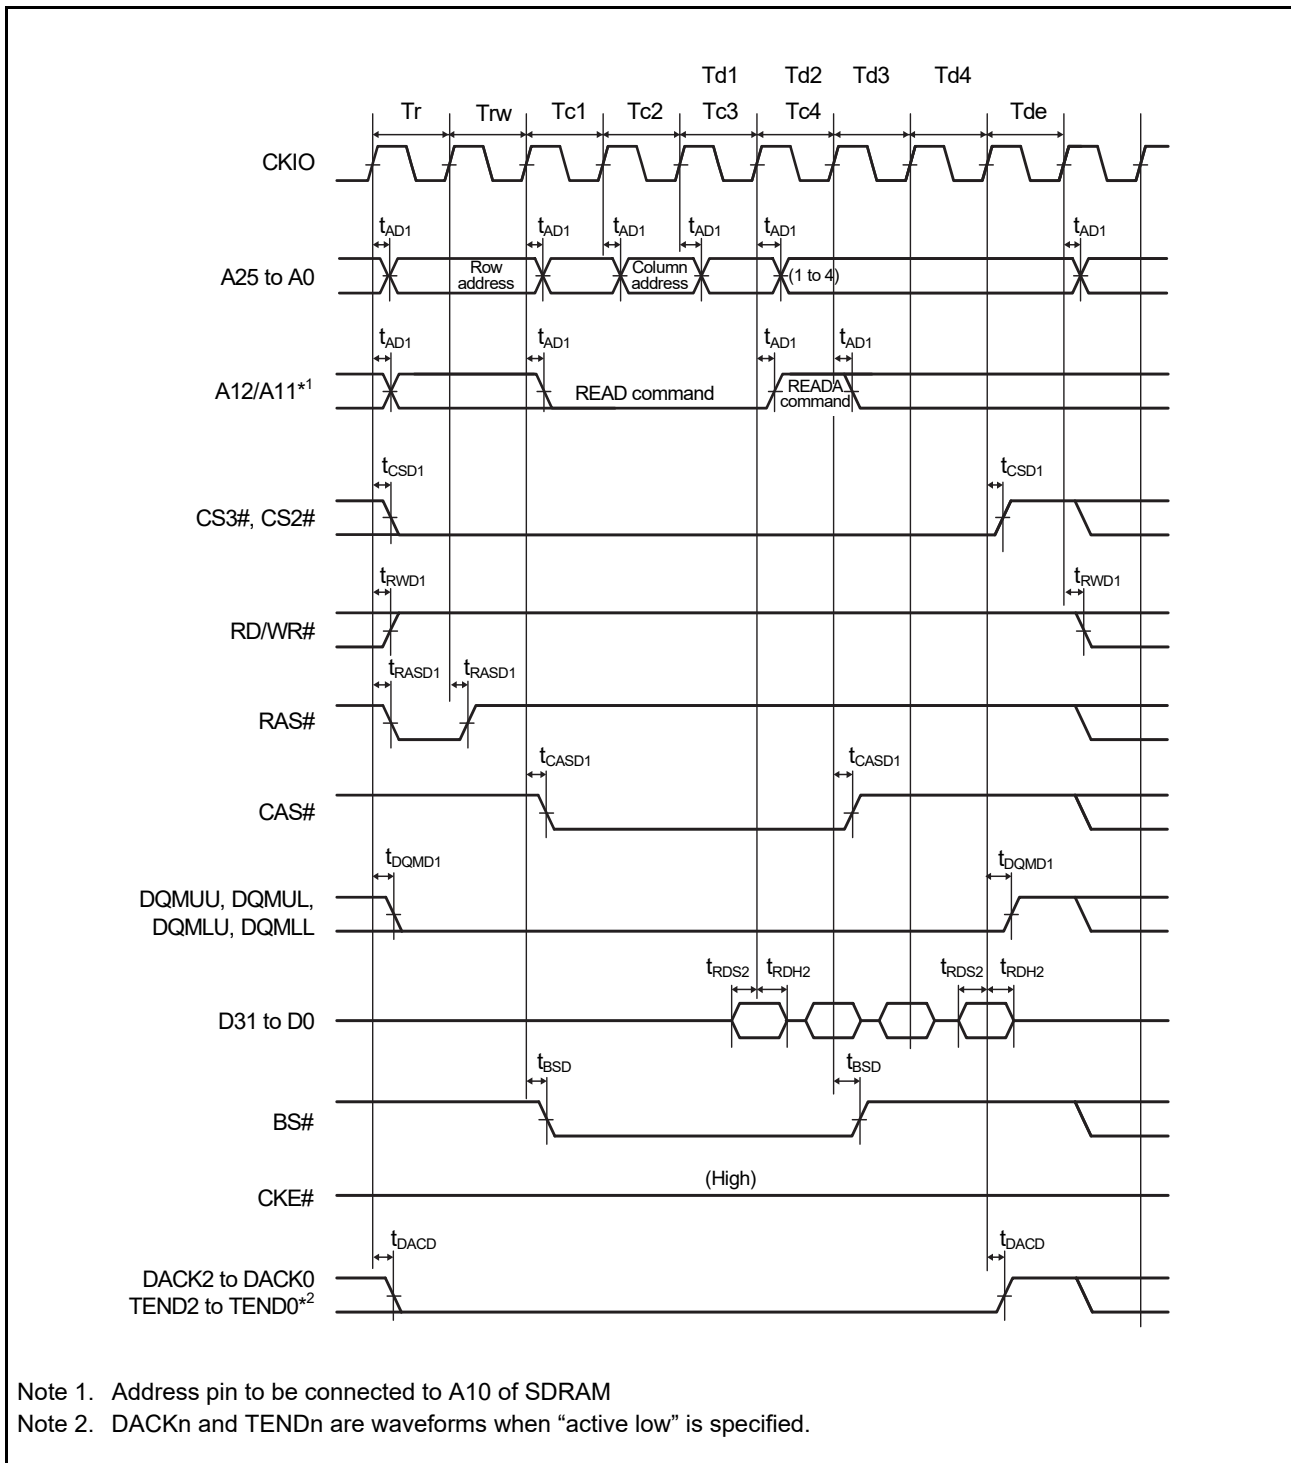 Td1 Td2 Td3 Td4
Tr Trw Tc1 Tc2 Tc3 Tc4 Tde
CKIO
tAD1 tAD1 tAD1 tAD1 tAD1 tAD1
A25 to A0
Row
address
Column
address
(1 to 4)
tAD1 tAD1 tAD1 tAD1
A12/A11*1
READ command
READA
command
tCSD1 tCSD1
CS3#, CS2#
tRWD1 tRWD1
RD/WR#
tRASD1 tRASD1
RAS#
tCASD1 tCASD1
CAS#
tDQMD1 tDQMD1
DQMUU, DQMUL,
DQMLU, DQMLL
tRDS2 tRDH2 tRDS2 tRDH2
D31 to D0
tBSD tBSD
BS#
(High)
CKE#
tDACD tDACD
DACK2 to DACK0
TEND2 to TEND0*2
Note 1. Address pin to be connected to A10 of SDRAM
Note 2. DACKn and TENDn are waveforms when “active low” is specified.